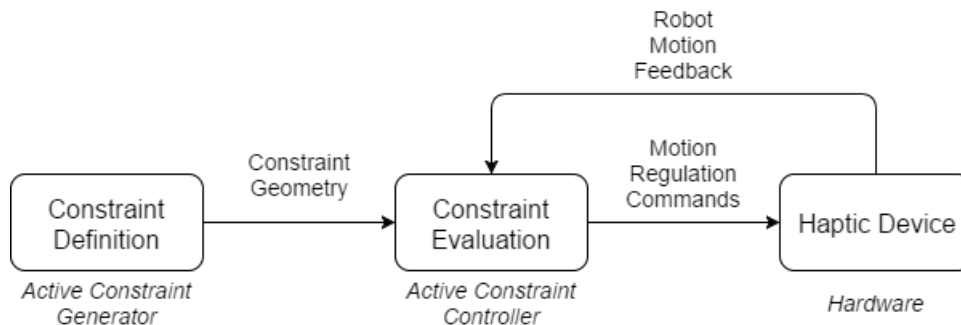 Robot
Motion
Feedback
Constraint
Geometry
Motion
Regulation
Commands
Constraint
Definition
Constraint
Evaluation
Haptic Device
Active Constraint
Generator
Active Constraint
Controller
Hardware